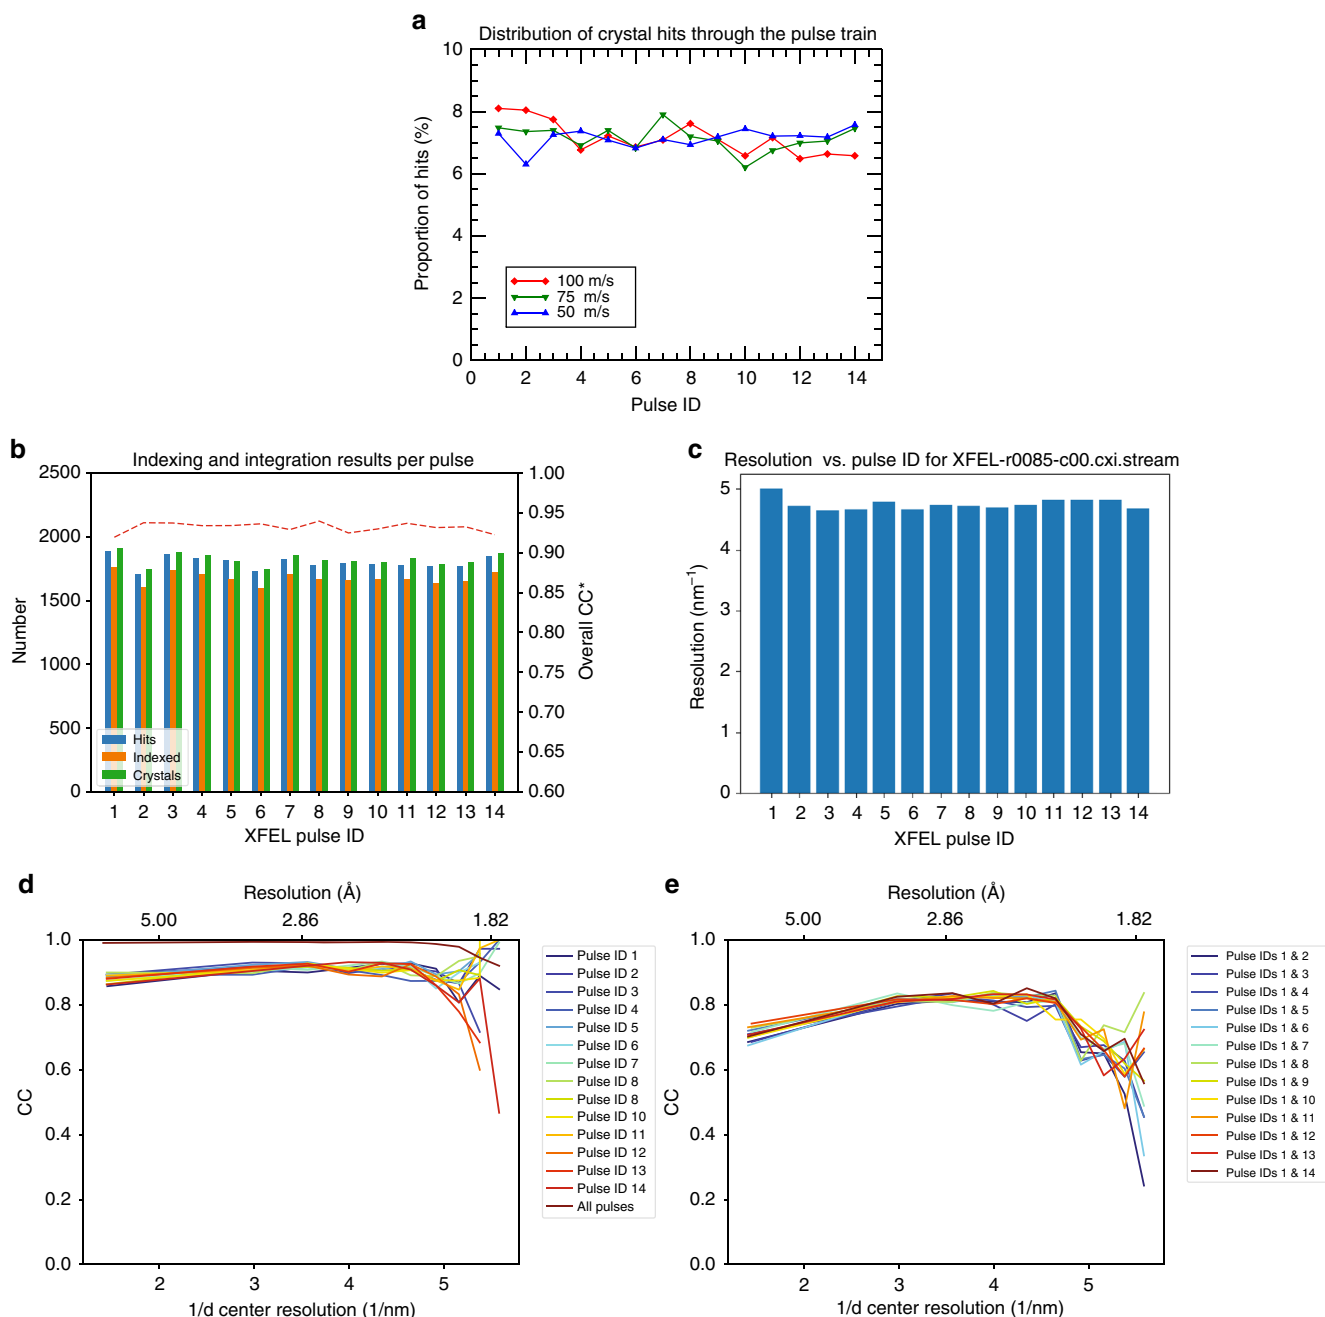 a
Distribution of crystal hits through the pulse train
10
8
6
4
2
0
Proportion of hits (%)
100 m/s
75 m/s
50 m/s
0 2 4 6 8 10 12 14
Pulse ID
b
Indexing and integration results per pulse
2500
2000
1500
1000
500
0
Number
1.00
0.95
0.90
0.85
0.80
0.75
0.70
0.65
0.60
Overall CC*
Hits
Indexed
Crystals
1 2 3 4 5 6 7 8 9 10 11 12 13 14
XFEL pulse ID
c
Resolution vs. pulse ID for XFEL-r0085-c00.cxi.stream
5
4
3
2
1
0
Resolution (nm−1)
1 2 3 4 5 6 7 8 9 10 11 12 13 14
XFEL pulse ID
d
Resolution (Å)
5.00 2.86 1.82
1.0
0.8
0.6
0.4
0.2
0.0
CC
2 3 4 5
1/d center resolution (1/nm)
Pulse ID 1
Pulse ID 2
Pulse ID 3
Pulse ID 4
Pulse ID 5
Pulse ID 6
Pulse ID 7
Pulse ID 8
Pulse ID 8
Pulse ID 10
Pulse ID 11
Pulse ID 12
Pulse ID 13
Pulse ID 14
All pulses
e
Resolution (Å)
5.00 2.86 1.82
1.0
0.8
0.6
0.4
0.2
0.0
CC
2 3 4 5
1/d center resolution (1/nm)
Pulse IDs 1 & 2
Pulse IDs 1 & 3
Pulse IDs 1 & 4
Pulse IDs 1 & 5
Pulse IDs 1 & 6
Pulse IDs 1 & 7
Pulse IDs 1 & 8
Pulse IDs 1 & 9
Pulse IDs 1 & 10
Pulse IDs 1 & 11
Pulse IDs 1 & 12
Pulse IDs 1 & 13
Pulse IDs 1 & 14